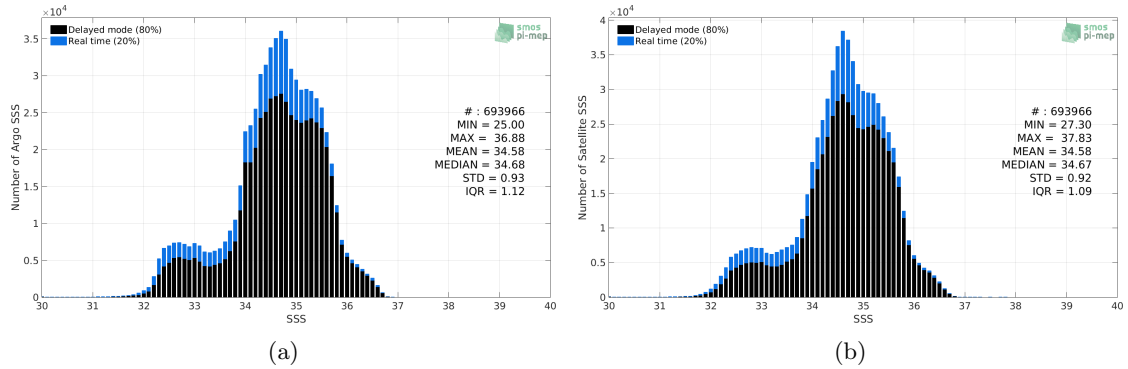 ×10⁴
Delayed mode (80%)
Real time (20%)
smos
pi-mep
3.5
3
2.5
2
1.5
1
0.5
0
Number of Argo SSS
# : 693966
MIN = 25.00
MAX = 36.88
MEAN = 34.58
MEDIAN = 34.68
STD = 0.93
IQR = 1.12
30 31 32 33 34 35 36 37 38 39 40
SSS
(a)
×10⁴
Delayed mode (80%)
Real time (20%)
smos
pi-mep
4
3.5
3
2.5
2
1.5
1
0.5
0
Number of Satellite SSS
# : 693966
MIN = 27.30
MAX = 37.83
MEAN = 34.58
MEDIAN = 34.67
STD = 0.92
IQR = 1.09
30 31 32 33 34 35 36 37 38 39 40
SSS
(b)